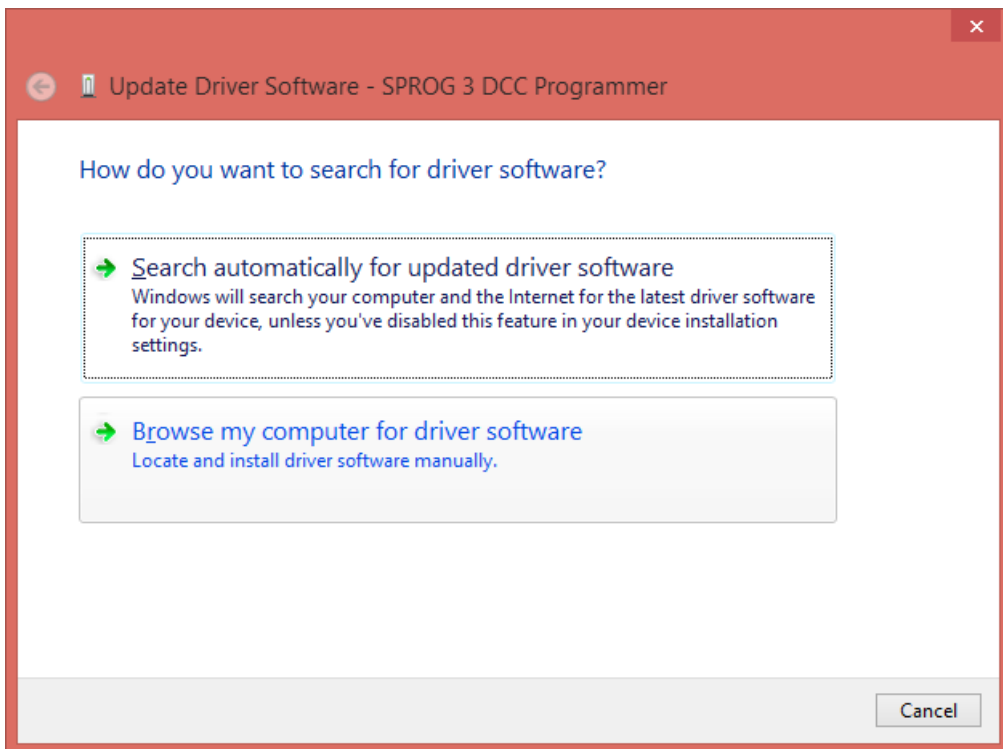 Update Driver Software - SPROG 3 DCC Programmer
How do you want to search for driver software?
Search automatically for updated driver software
Windows will search your computer and the Internet for the latest driver software
for your device, unless you've disabled this feature in your device installation
settings.
Browse my computer for driver software
Locate and install driver software manually.
Cancel